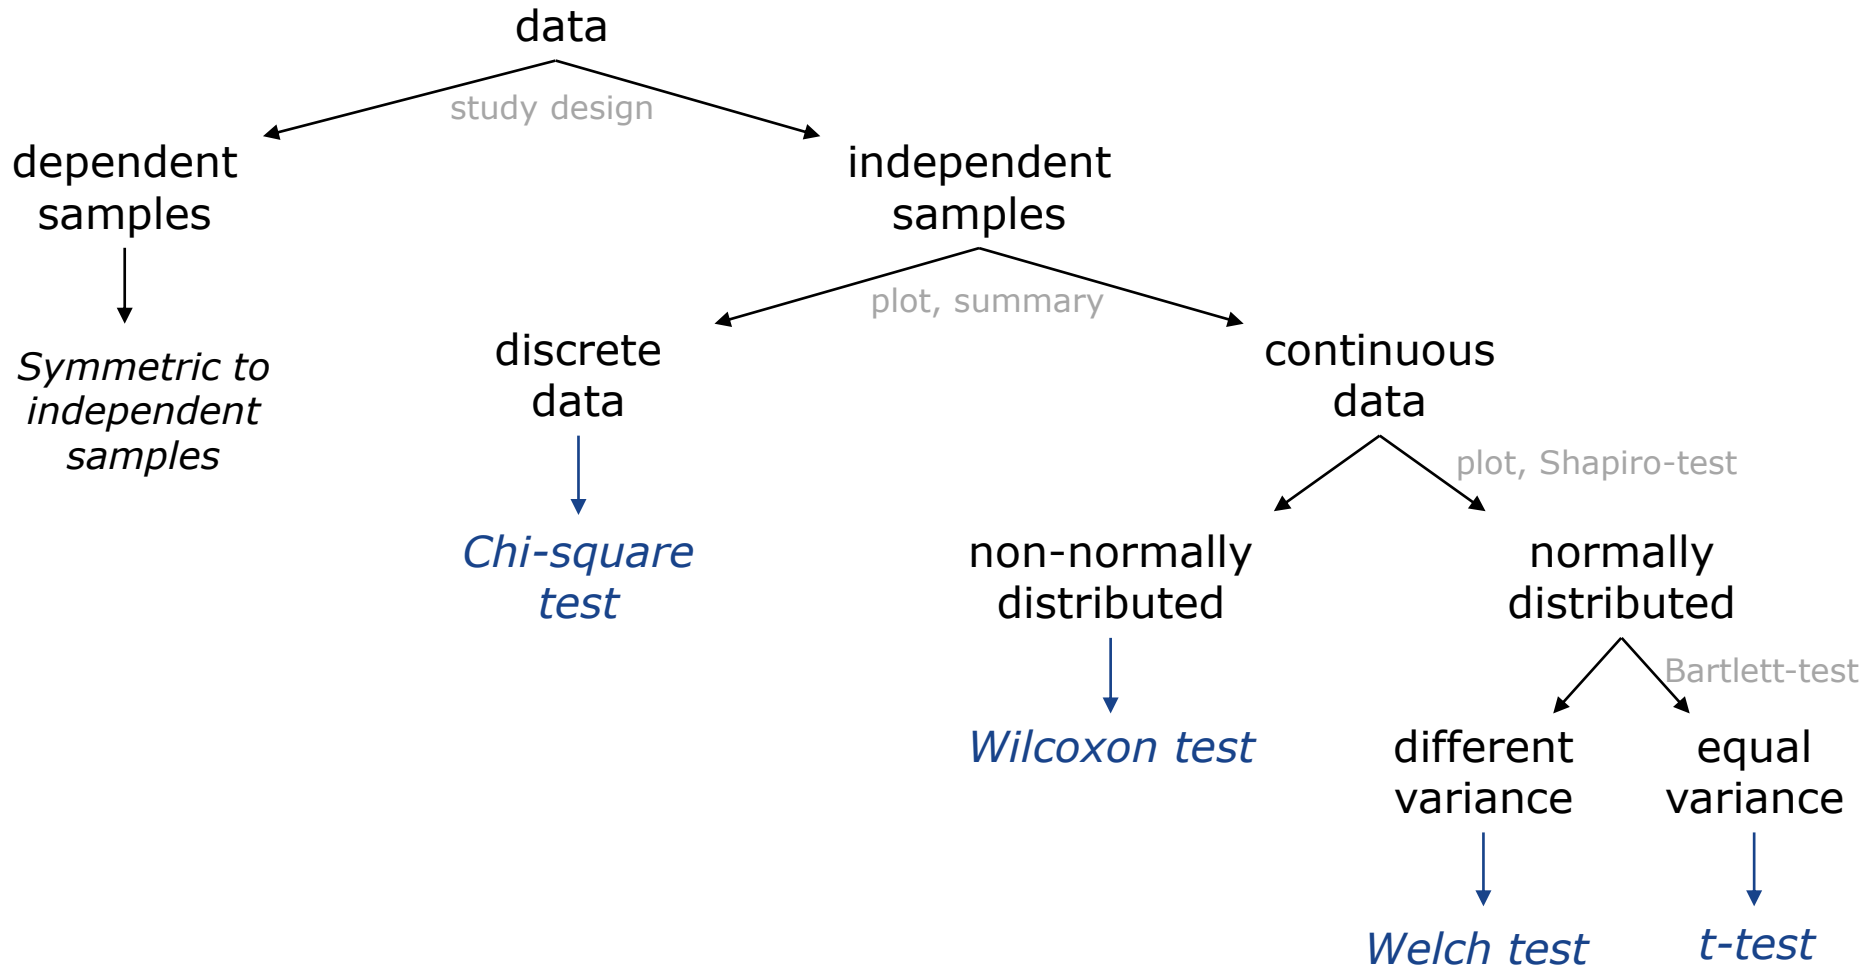 data
study design
dependent
samples
independent
samples
plot, summary
Symmetric to
independent
samples
discrete
data
continuous
data
plot, Shapiro-test
Chi-square
test
non-normally
distributed
normally
distributed
Bartlett-test
Wilcoxon test
different
variance
equal
variance
Welch test
t-test